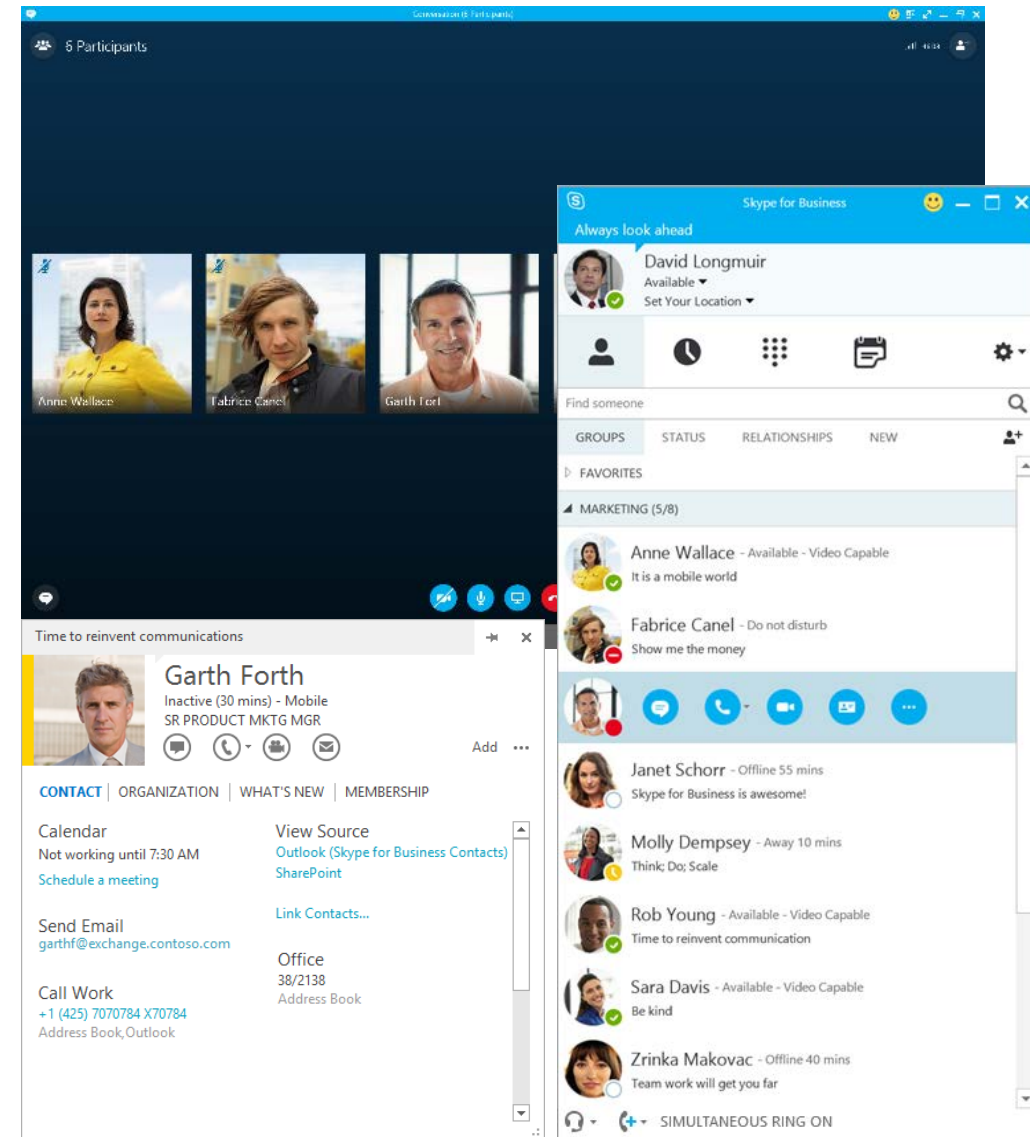 Conversation (6 Participants)
6 Participants
Anne Wallace
Fabrice Canel
Garth Fort
Skype for Business
Always look ahead
David Longmuir
Available
Set Your Location
Find someone
GROUPS STATUS RELATIONSHIPS NEW
FAVORITES
MARKETING (5/8)
Anne Wallace - Available - Video Capable
It is a mobile world
Fabrice Canel - Do not disturb
Show me the money
Janet Schorr - Offline 55 mins
Skype for Business is awesome!
Molly Dempsey - Away 10 mins
Think; Do; Scale
Rob Young - Available - Video Capable
Time to reinvent communication
Sara Davis - Available - Video Capable
Be kind
Zrinka Makovac - Offline 40 mins
Team work will get you far
SIMULTANEOUS RING ON
Time to reinvent communications
Garth Forth
Inactive (30 mins) - Mobile
SR PRODUCT MKTG MGR
Add
CONTACT | ORGANIZATION | WHAT'S NEW | MEMBERSHIP
Calendar
Not working until 7:30 AM
Schedule a meeting
Send Email
garthf@exchange.contoso.com
Call Work
+1 (425) 7070784 X70784
Address Book,Outlook
View Source
Outlook (Skype for Business Contacts)
SharePoint
Link Contacts...
Office
38/2138
Address Book